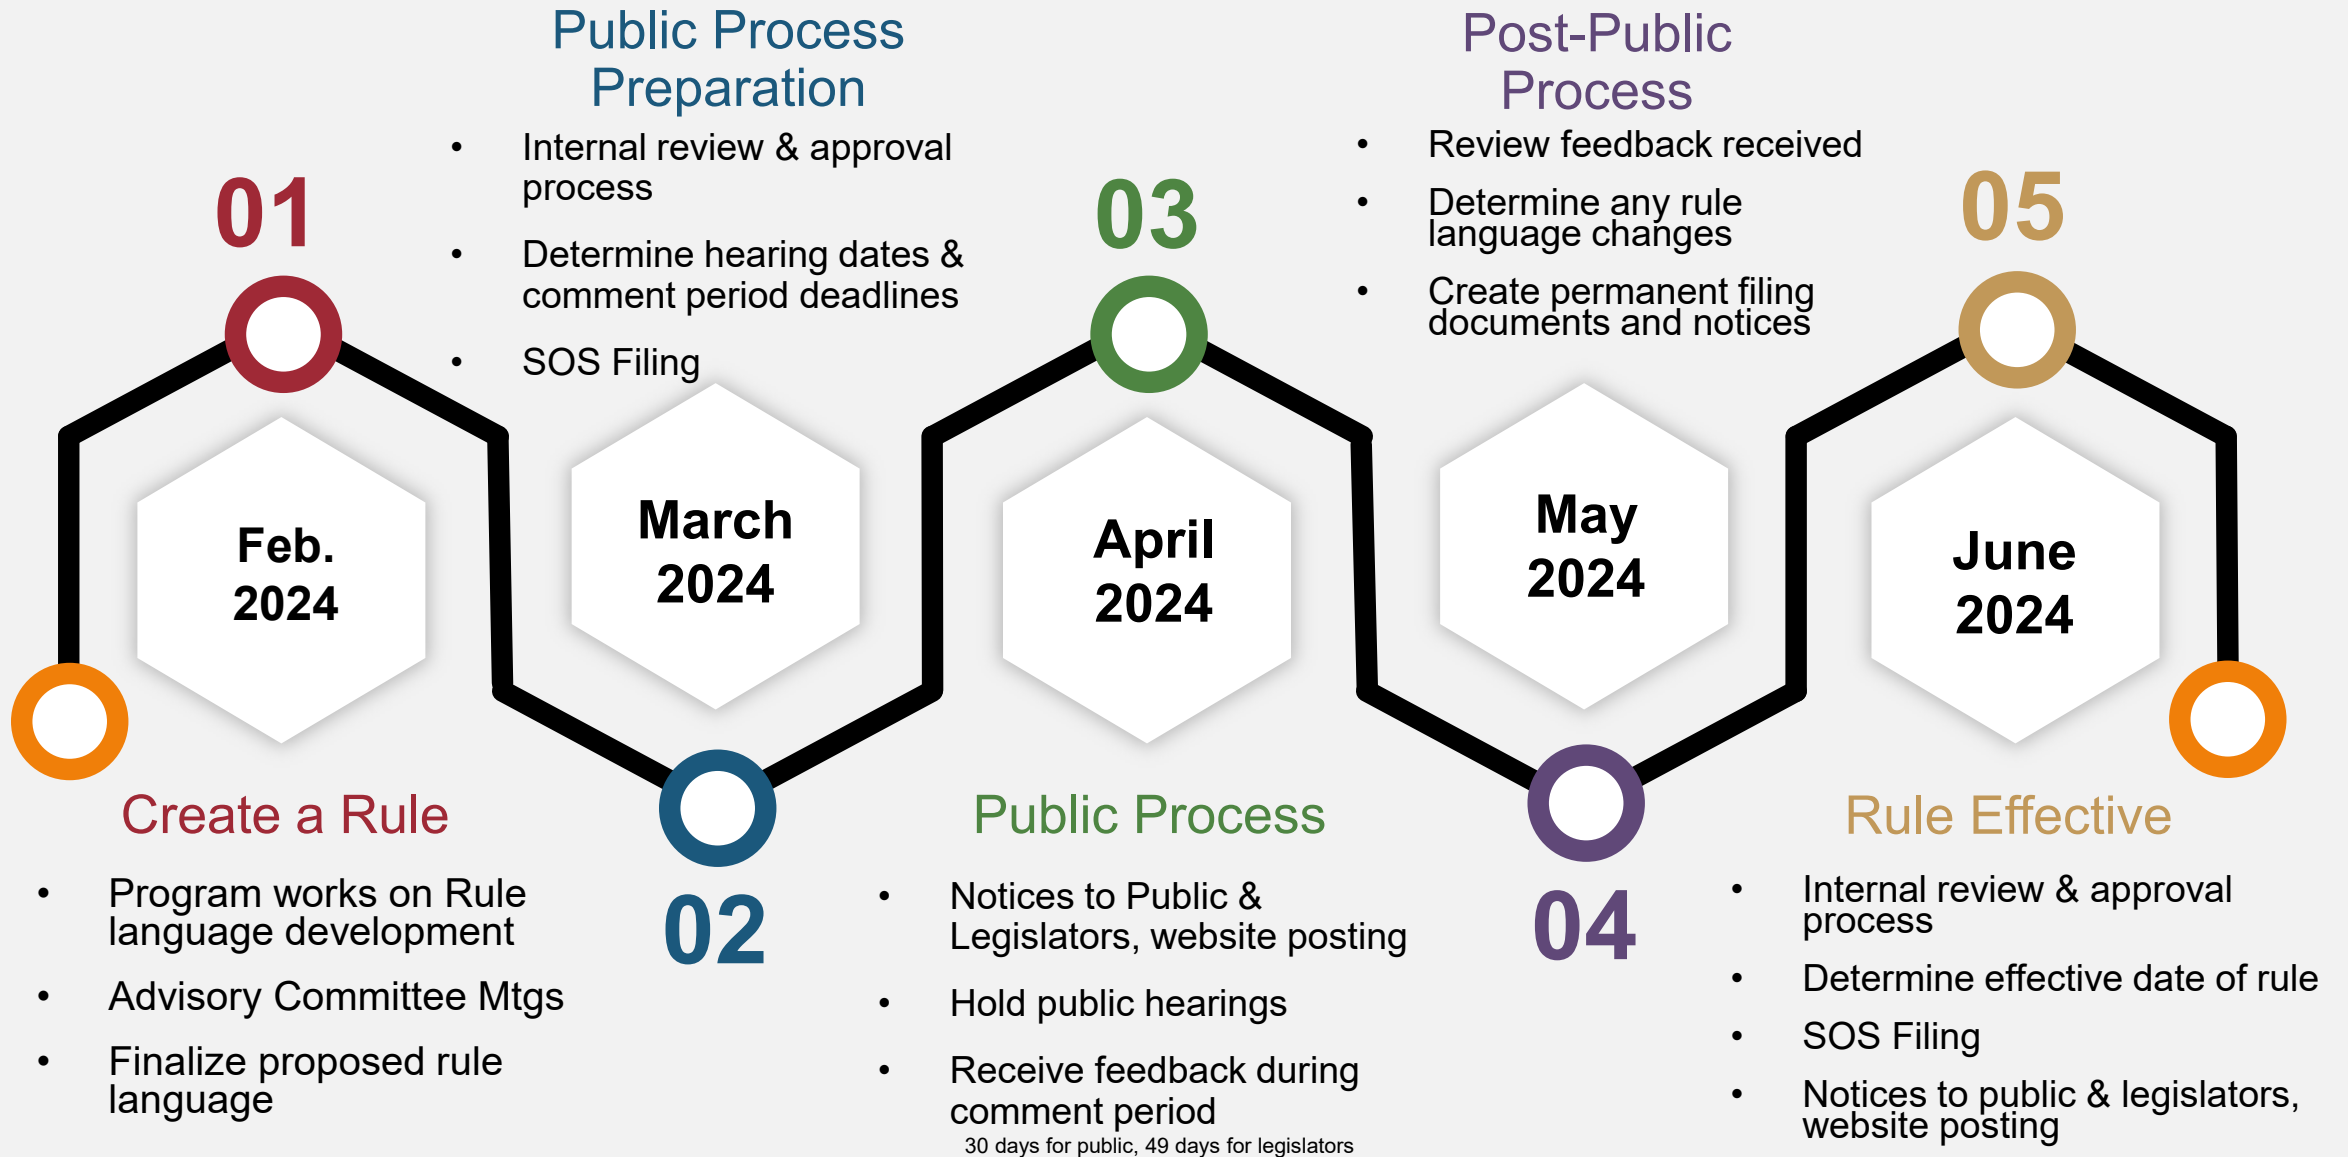 01
Feb.
2024
Create a Rule
• Program works on Rule
language development
• Advisory Committee Mtgs
• Finalize proposed rule
language
Public Process
Preparation
• Internal review & approval
process
• Determine hearing dates &
comment period deadlines
• SOS Filing
March
2024
02
03
April
2024
Public Process
• Notices to Public &
Legislators, website posting
• Hold public hearings
• Receive feedback during
comment period
30 days for public, 49 days for legislators
Post-Public
Process
• Review feedback received
• Determine any rule
language changes
• Create permanent filing
documents and notices
May
2024
04
05
June
2024
Rule Effective
• Internal review & approval
process
• Determine effective date of rule
• SOS Filing
• Notices to public & legislators,
website posting